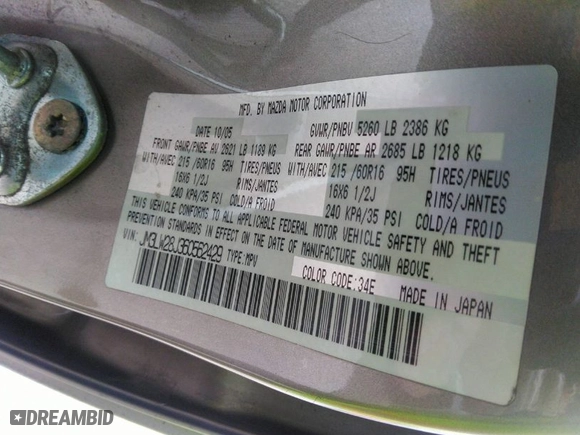 MFD. BY MAZDA MOTOR CORPORATION
DATE 10/05 GVWR/PNBV 5260 LB 2386 KG
FRONT GAWR/PNBE AV 2621 LB 1189 KG REAR GAWR/PNBE AR 2685 LB 1218 KG
WITH/AVEC 215 /60R16 95H TIRES/PNEUS WITH/AVEC 215 /60R16 95H TIRES/PNEUS
16X6 1/2J RIMS/JANTES 16X6 1/2J RIMS/JANTES
240 KPA/35 PSI COLD/A FROID 240 KPA/35 PSI COLD/A FROID
THIS VEHICLE CONFORMS TO ALL APPLICABLE FEDERAL MOTOR VEHICLE SAFETY AND THEFT
PREVENTION STANDARDS IN EFFECT ON THE DATE OF MANUFACTURE SHOWN ABOVE.
VIN: TYPE:MPV
COLOR CODE:34E MADE IN JAPAN
DREAMBID